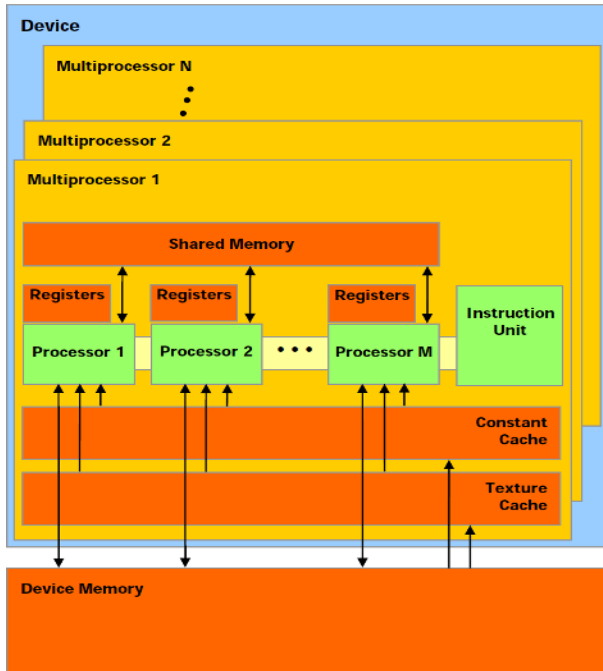 Device
Multiprocessor N
Multiprocessor 2
Multiprocessor 1
Shared Memory
Registers
Registers
Registers
Processor 1
Processor 2
Processor M
Instruction
Unit
Constant
Cache
Texture
Cache
Device Memory